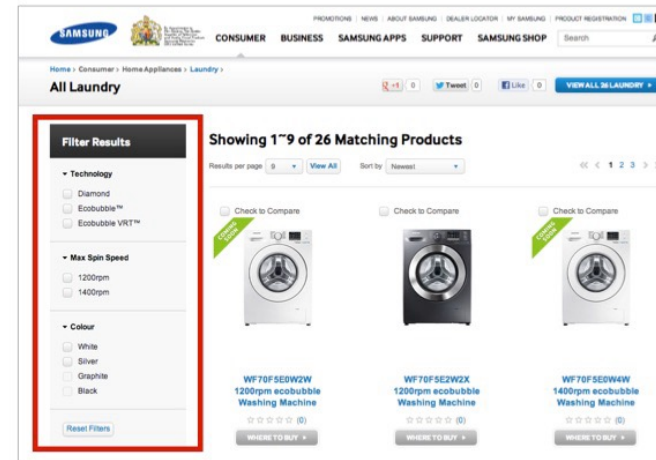 PROMOTIONS | NEWS | ABOUT SAMSUNG | DEALER LOCATOR | MY SAMSUNG | PRODUCT REGISTRATION
SAMSUNG
CONSUMER BUSINESS SAMSUNG APPS SUPPORT SAMSUNG SHOP Search
Home > Consumer > Home Appliances > Laundry >
All Laundry
+1 0 Tweet 0 Like 0 VIEW ALL 26 LAUNDRY
Filter Results
Technology
Diamond
Ecobubble™
Ecobubble VRT™
Max Spin Speed
1200rpm
1400rpm
Colour
White
Silver
Graphite
Black
Reset Filters
Showing 1~9 of 26 Matching Products
Results per page 9 View All Sort by Newest << < 1 2 3 >
Check to Compare Check to Compare Check to Compare
COMING SOON COMING SOON
WF70F5E0W2W WF70F5E2W2X WF70F5E0W4W
1200rpm ecobubble 1200rpm ecobubble 1400rpm ecobubble
Washing Machine Washing Machine Washing Machine
(0) (0) (0)
WHERE TO BUY WHERE TO BUY WHERE TO BUY